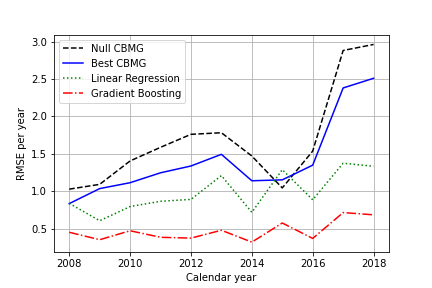 3.0
2.5
2.0
1.5
1.0
0.5
RMSE per year
Null CBMG
Best CBMG
Linear Regression
Gradient Boosting
2008 2010 2012 2014 2016 2018
Calendar year